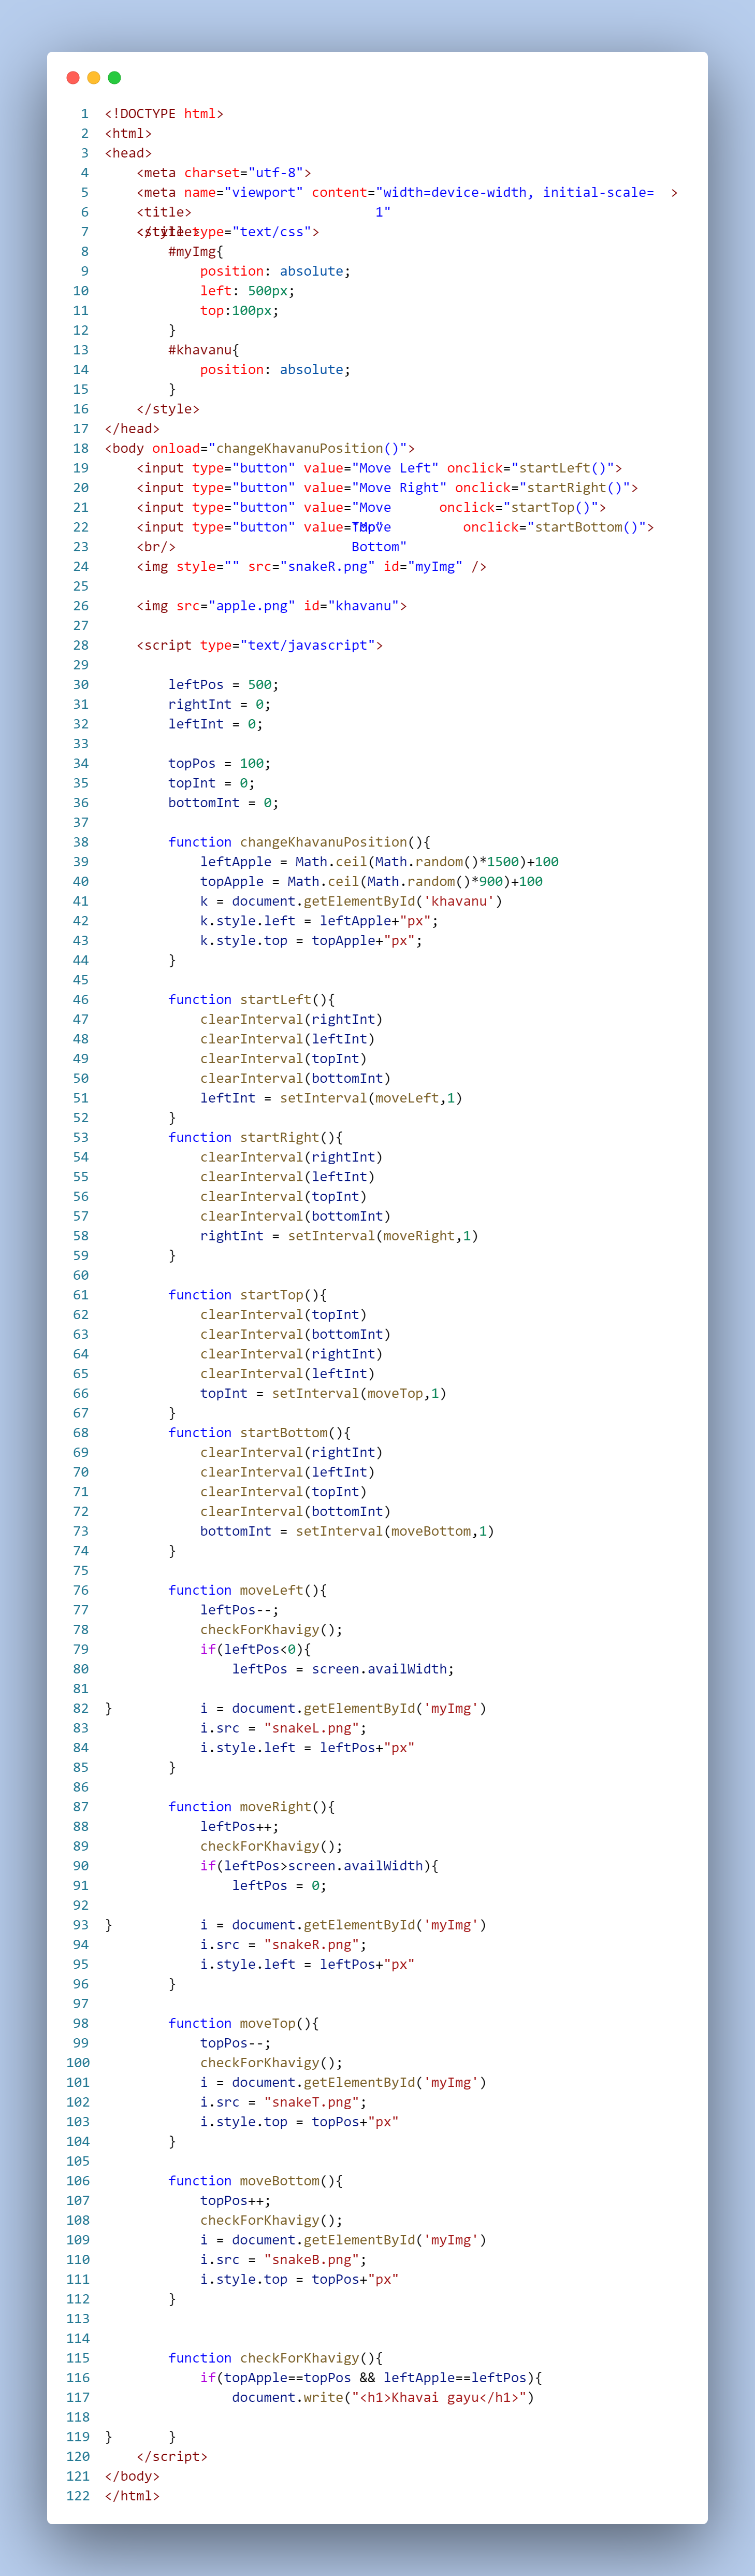 1 <!DOCTYPE html>
2 <html>
3 <head>
4 <meta charset="utf-8">
5 <meta name="viewport" content="width=device-width, initial-scale= >
6 <title> 1"
7 </title> <style type="text/css">
8 #myImg{
9 position: absolute;
10 left: 500px;
11 top:100px;
12 }
13 #khavanu{
14 position: absolute;
15 }
16 </style>
17 </head>
18 <body onload="changeKhavanuPosition()">
19 <input type="button" value="Move Left" onclick="startLeft()">
20 <input type="button" value="Move Right" onclick="startRight()">
21 <input type="button" value="Move onclick="startTop()">
22 <input type="button" value="Move Top" onclick="startBottom()">
23 <br/> Bottom"
24 <img style="" src="snakeR.png" id="myImg" />
25
26 <img src="apple.png" id="khavanu">
27
28 <script type="text/javascript">
29
30 leftPos = 500;
31 rightInt = 0;
32 leftInt = 0;
33
34 topPos = 100;
35 topInt = 0;
36 bottomInt = 0;
37
38 function changeKhavanuPosition(){
39 leftApple = Math.ceil(Math.random()*1500)+100
40 topApple = Math.ceil(Math.random()*900)+100
41 k = document.getElementById('khavanu')
42 k.style.left = leftApple+"px";
43 k.style.top = topApple+"px";
44 }
45
46 function startLeft(){
47 clearInterval(rightInt)
48 clearInterval(leftInt)
49 clearInterval(topInt)
50 clearInterval(bottomInt)
51 leftInt = setInterval(moveLeft,1)
52 }
53 function startRight(){
54 clearInterval(rightInt)
55 clearInterval(leftInt)
56 clearInterval(topInt)
57 clearInterval(bottomInt)
58 rightInt = setInterval(moveRight,1)
59 }
60
61 function startTop(){
62 clearInterval(topInt)
63 clearInterval(bottomInt)
64 clearInterval(rightInt)
65 clearInterval(leftInt)
66 topInt = setInterval(moveTop,1)
67 }
68 function startBottom(){
69 clearInterval(rightInt)
70 clearInterval(leftInt)
71 clearInterval(topInt)
72 clearInterval(bottomInt)
73 bottomInt = setInterval(moveBottom,1)
74 }
75
76 function moveLeft(){
77 leftPos--;
78 checkForKhavigy();
79 if(leftPos<0){
80 leftPos = screen.availWidth;
81
82 } i = document.getElementById('myImg')
83 i.src = "snakeL.png";
84 i.style.left = leftPos+"px"
85 }
86
87 function moveRight(){
88 leftPos++;
89 checkForKhavigy();
90 if(leftPos>screen.availWidth){
91 leftPos = 0;
92
93 } i = document.getElementById('myImg')
94 i.src = "snakeR.png";
95 i.style.left = leftPos+"px"
96 }
97
98 function moveTop(){
99 topPos--;
100 checkForKhavigy();
101 i = document.getElementById('myImg')
102 i.src = "snakeT.png";
103 i.style.top = topPos+"px"
104 }
105
106 function moveBottom(){
107 topPos++;
108 checkForKhavigy();
109 i = document.getElementById('myImg')
110 i.src = "snakeB.png";
111 i.style.top = topPos+"px"
112 }
113
114
115 function checkForKhavigy(){
116 if(topApple==topPos && leftApple==leftPos){
117 document.write("<h1>Khavai gayu</h1>")
118
119 } }
120 </script>
121 </body>
122 </html>